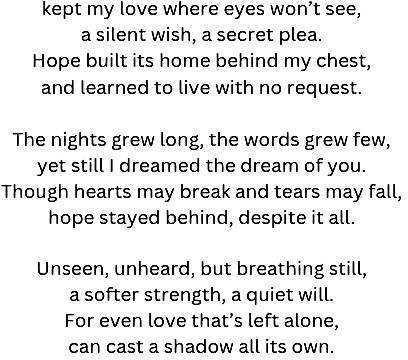 kept my love where eyes won’t see,
a silent wish, a secret plea.
Hope built its home behind my chest,
and learned to live with no request.
The nights grew long, the words grew few,
yet still I dreamed the dream of you.
Though hearts may break and tears may fall,
hope stayed behind, despite it all.
Unseen, unheard, but breathing still,
a softer strength, a quiet will.
For even love that’s left alone,
can cast a shadow all its own.